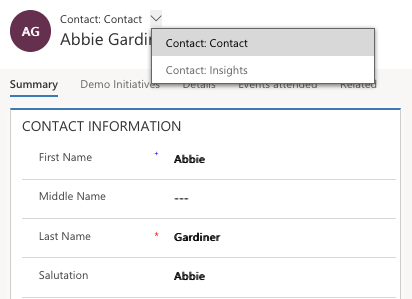 AG
Contact: Contact
Abbie Gardin
Contact: Contact
Contact: Insights
Summary Demo Initiatives Details Events attended Related
CONTACT INFORMATION
First Name * Abbie
Middle Name ---
Last Name * Gardiner
Salutation Abbie